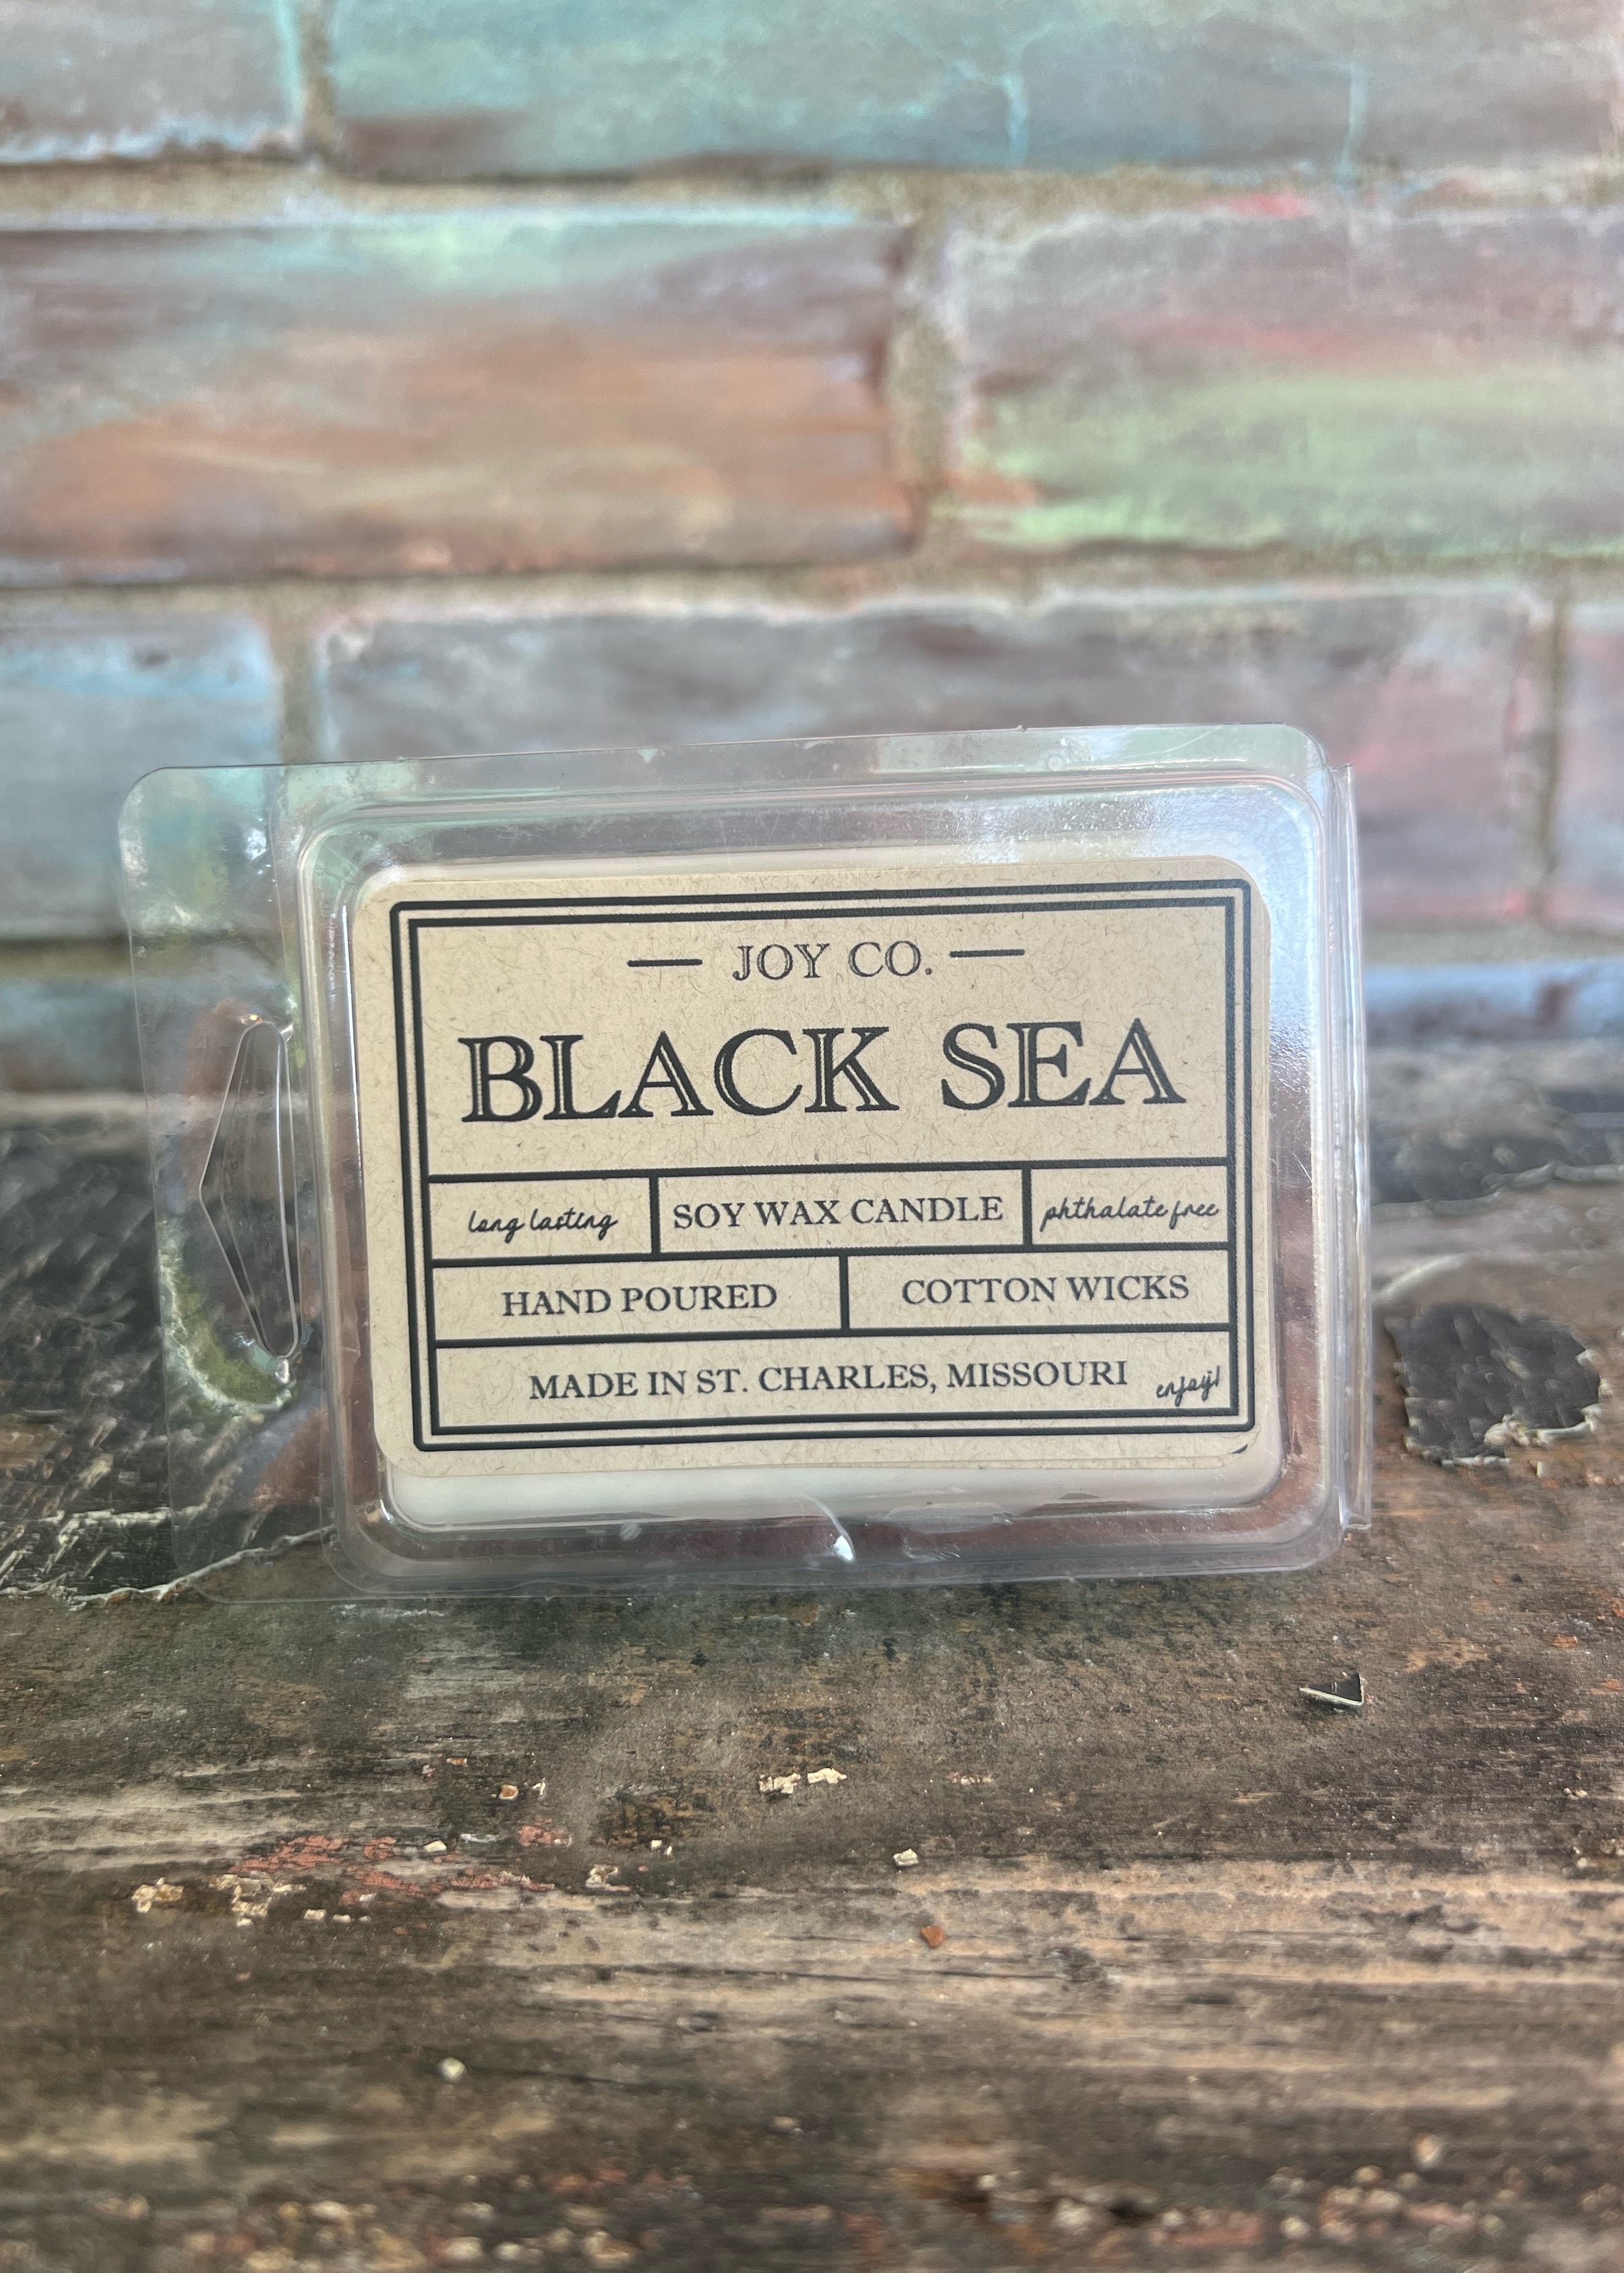 JOY CO.
BLACK SEA
long lasting SOY WAX CANDLE phthalate free
HAND POURED COTTON WICKS
MADE IN ST. CHARLES, MISSOURI enjoy!